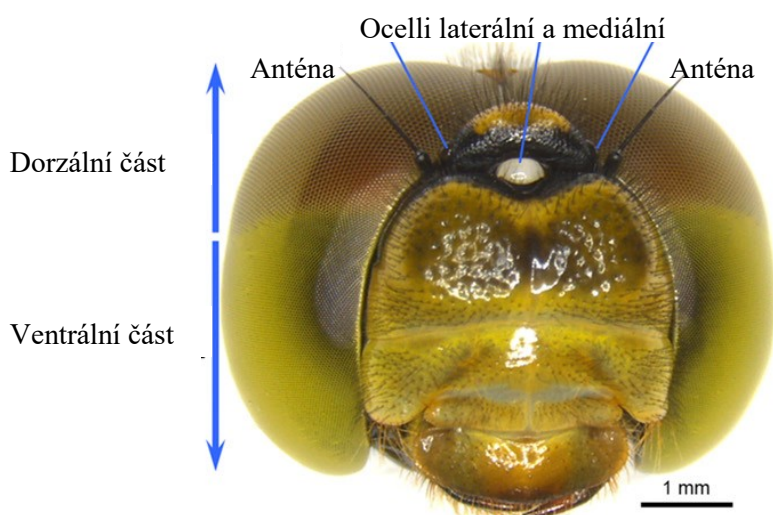 Ocelli laterální a mediální
Anténa
Anténa
Dorzální část
Ventrální část
1 mm